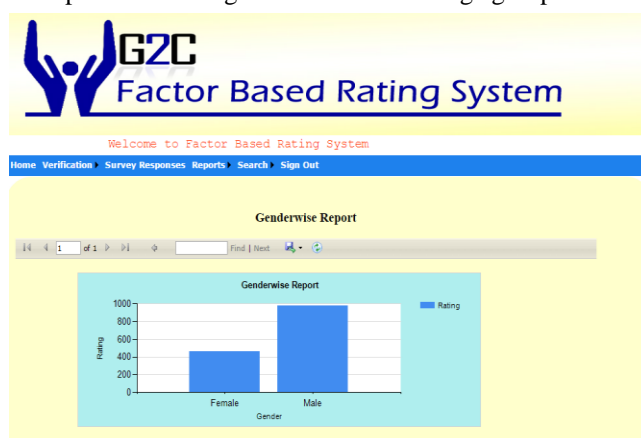 G2C
Factor Based Rating System
Welcome to Factor Based Rating System
Home Verification Survey Responses Reports Search Sign Out
Genderwise Report
1 of 1 Find | Next
Genderwise Report
1000
800
600
400
200
0
Rating
Female Male
Gender
Rating